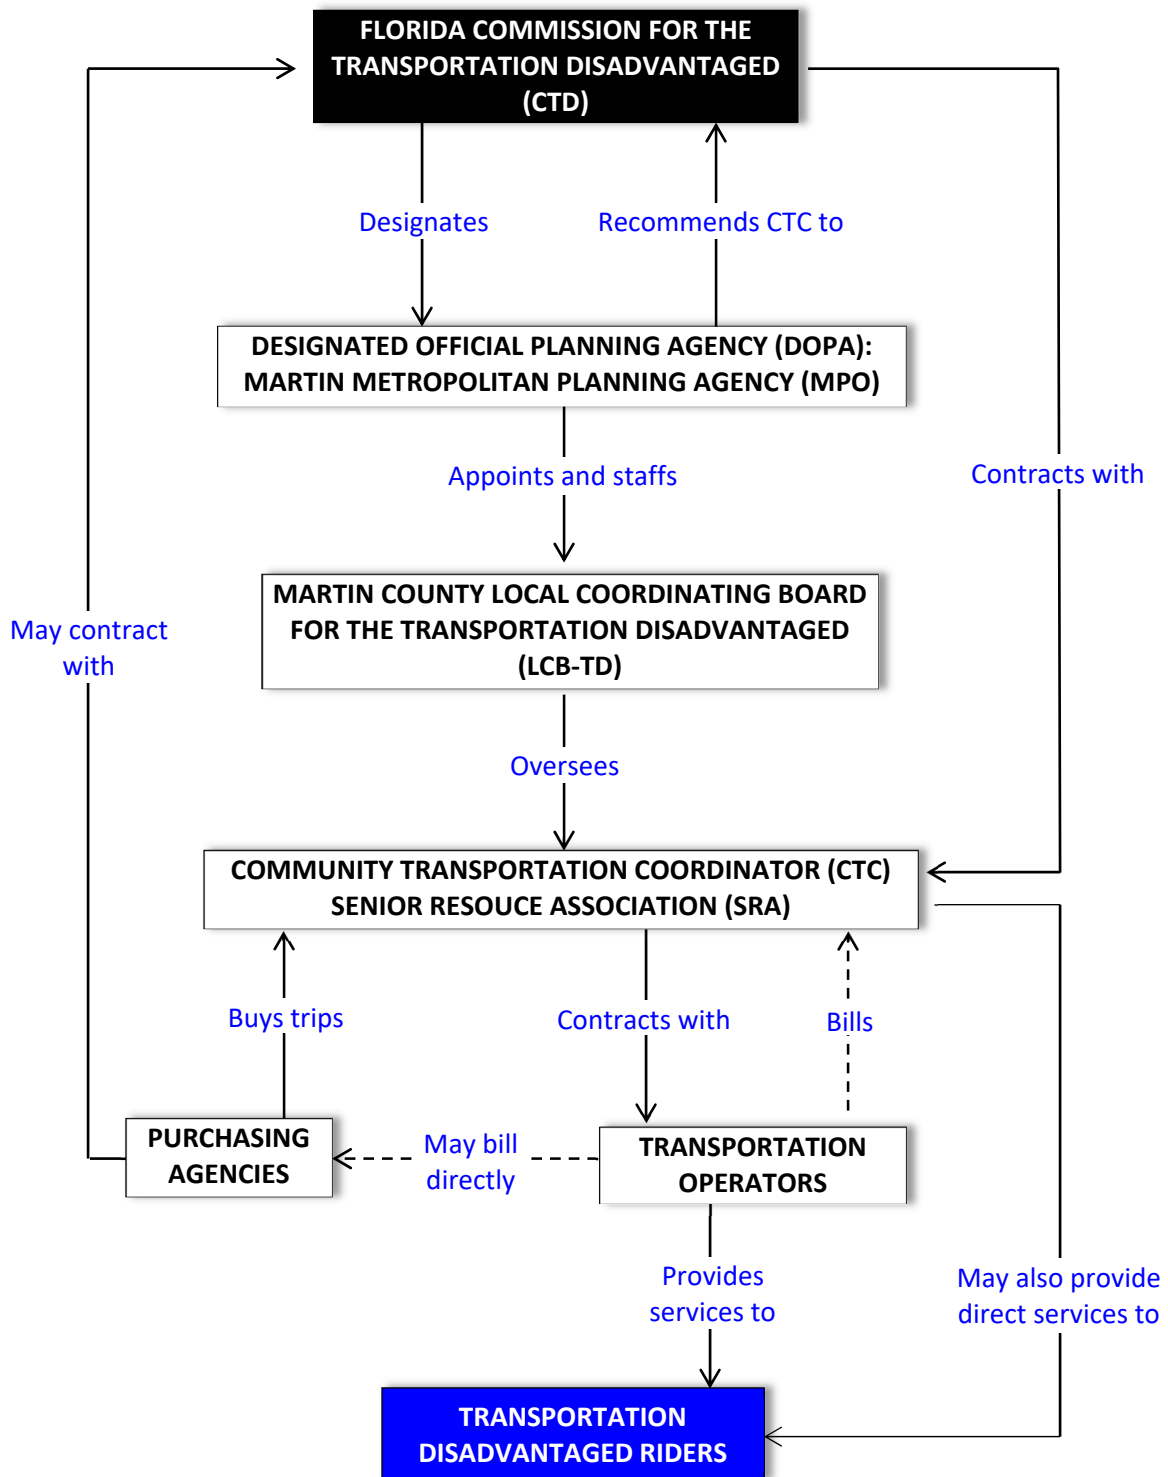 FLORIDA COMMISSION FOR THE
TRANSPORTATION DISADVANTAGED
(CTD)
Designates
Recommends CTC to
DESIGNATED OFFICIAL PLANNING AGENCY (DOPA):
MARTIN METROPOLITAN PLANNING AGENCY (MPO)
Appoints and staffs
Contracts with
MARTIN COUNTY LOCAL COORDINATING BOARD
FOR THE TRANSPORTATION DISADVANTAGED
(LCB-TD)
May contract
with
Oversees
COMMUNITY TRANSPORTATION COORDINATOR (CTC)
SENIOR RESOUCE ASSOCIATION (SRA)
Buys trips
Contracts with
Bills
PURCHASING
AGENCIES
May bill
directly
TRANSPORTATION
OPERATORS
Provides
services to
May also provide
direct services to
TRANSPORTATION
DISADVANTAGED RIDERS